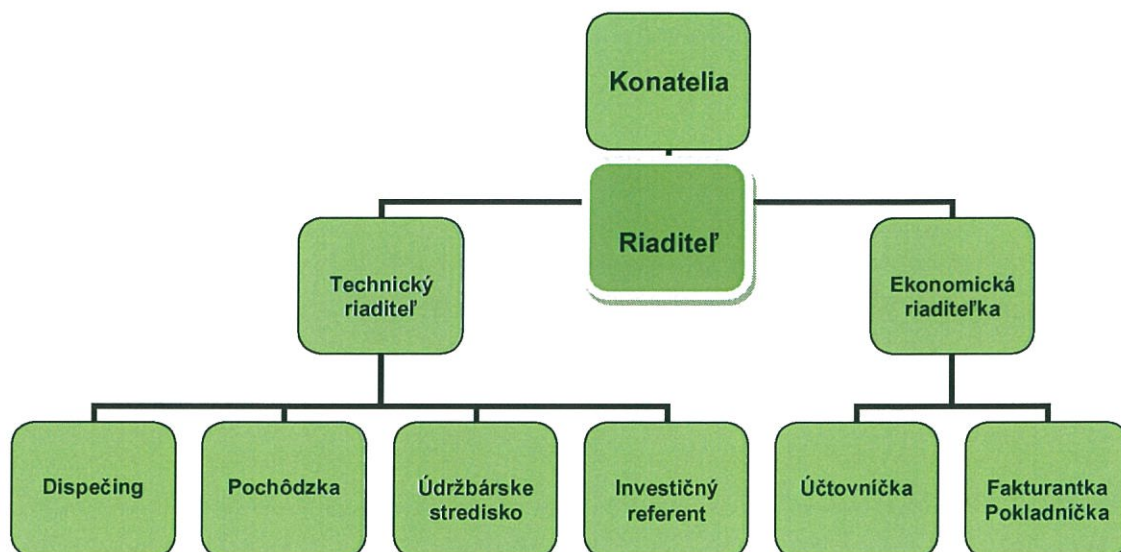 Konatelia
Riaditeľ
Technický
riaditeľ
Ekonomická
riaditeľka
Dispečing
Pochôdzka
Údržbárske
stredisko
Investičný
referent
Účtovníčka
Fakturantka
Pokladníčka